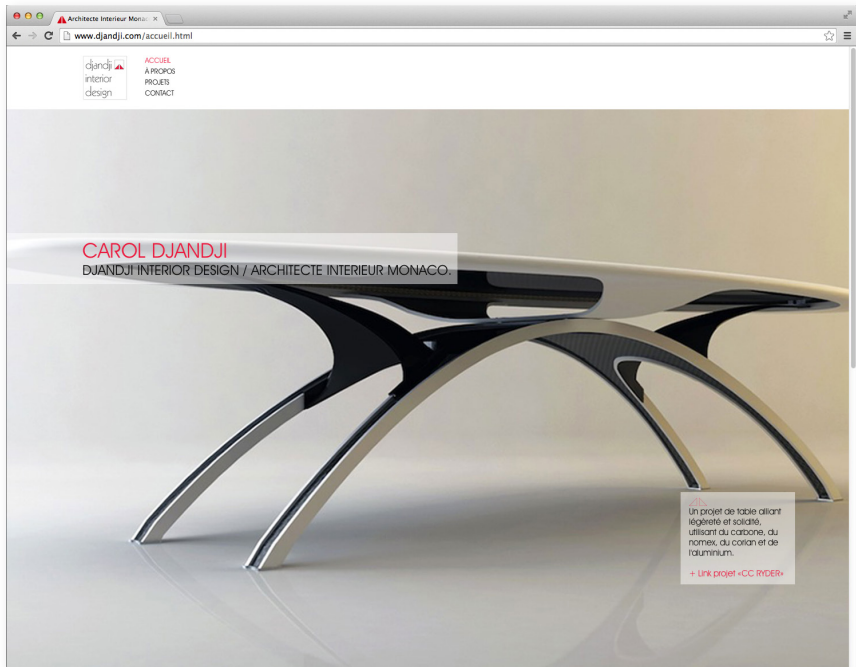 Architecte Interieur Mona
www.djandji.com/accueil.html
djandji
interior
design
ACCUEIL
À PROPOS
PROJETS
CONTACT
CAROL DJANDJI
DJANDJI INTERIOR DESIGN / ARCHITECTE INTERIEUR MONACO.
Un projet de table alliant
légèreté et solidité,
utilisant du carbone, du
nomex, du corian et de
l'aluminium.
+ Link projet «CC RYDER»